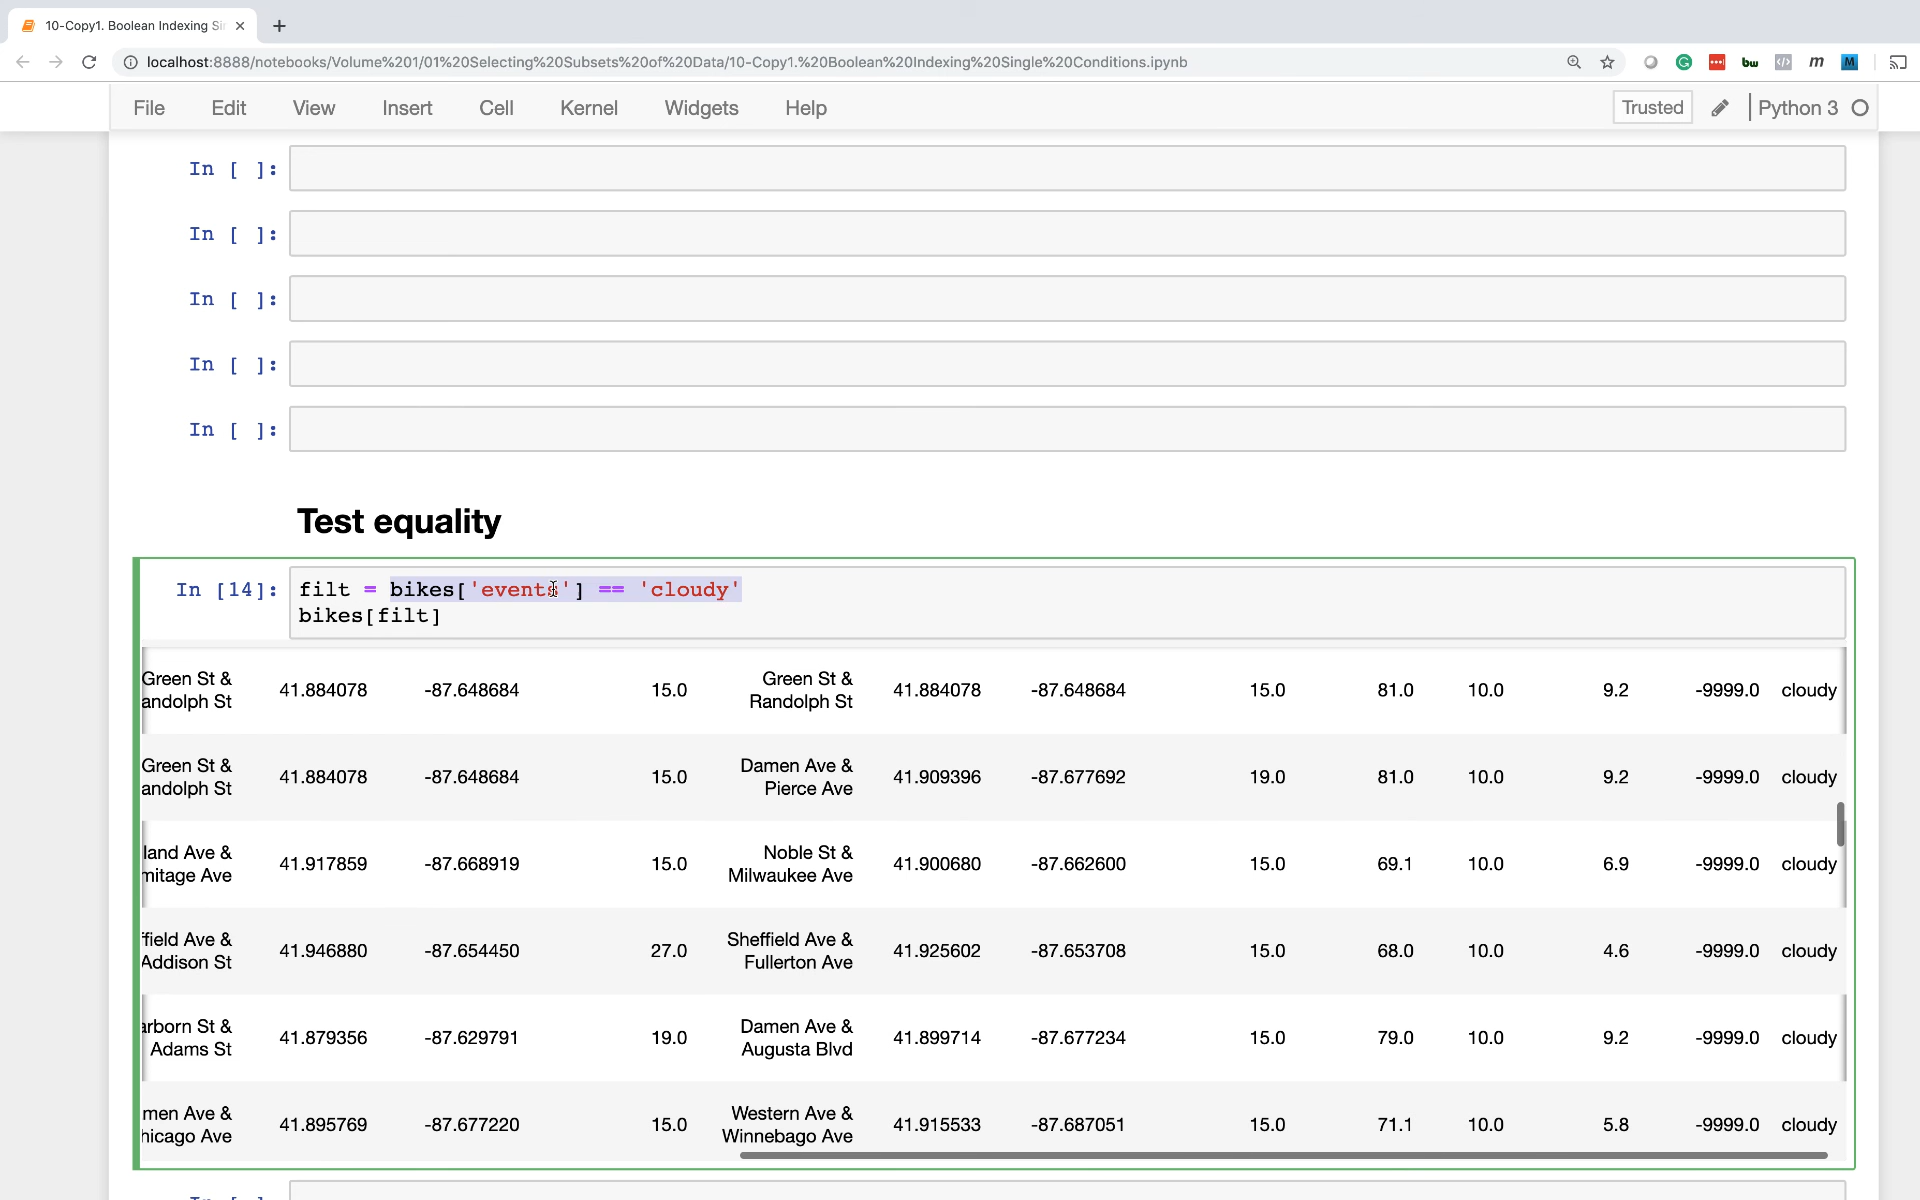 10-Copy1. Boolean Indexing Si
localhost:8888/notebooks/Volume%201/01%20Selecting%20Subsets%20of%20Data/10-Copy1.%20Boolean%20Indexing%20Single%20Conditions.ipynb
bw </> m M
File Edit View Insert Cell Kernel Widgets Help Trusted Python 3
In [ ]:
In [ ]:
In [ ]:
In [ ]:
In [ ]:
Test equality
In [14]: filt = bikes['events'] == 'cloudy'
bikes[filt]
Green St & Green St &
andolph St 41.884078 -87.648684 15.0 Randolph St 41.884078 -87.648684 15.0 81.0 10.0 9.2 -9999.0 cloudy
Green St & Damen Ave &
andolph St 41.884078 -87.648684 15.0 Pierce Ave 41.909396 -87.677692 19.0 81.0 10.0 9.2 -9999.0 cloudy
land Ave & Noble St &
mitage Ave 41.917859 -87.668919 15.0 Milwaukee Ave 41.900680 -87.662600 15.0 69.1 10.0 6.9 -9999.0 cloudy
ffield Ave & Sheffield Ave &
Addison St 41.946880 -87.654450 27.0 Fullerton Ave 41.925602 -87.653708 15.0 68.0 10.0 4.6 -9999.0 cloudy
arborn St & Damen Ave &
Adams St 41.879356 -87.629791 19.0 Augusta Blvd 41.899714 -87.677234 15.0 79.0 10.0 9.2 -9999.0 cloudy
men Ave & Western Ave &
hicago Ave 41.895769 -87.677220 15.0 Winnebago Ave 41.915533 -87.687051 15.0 71.1 10.0 5.8 -9999.0 cloudy